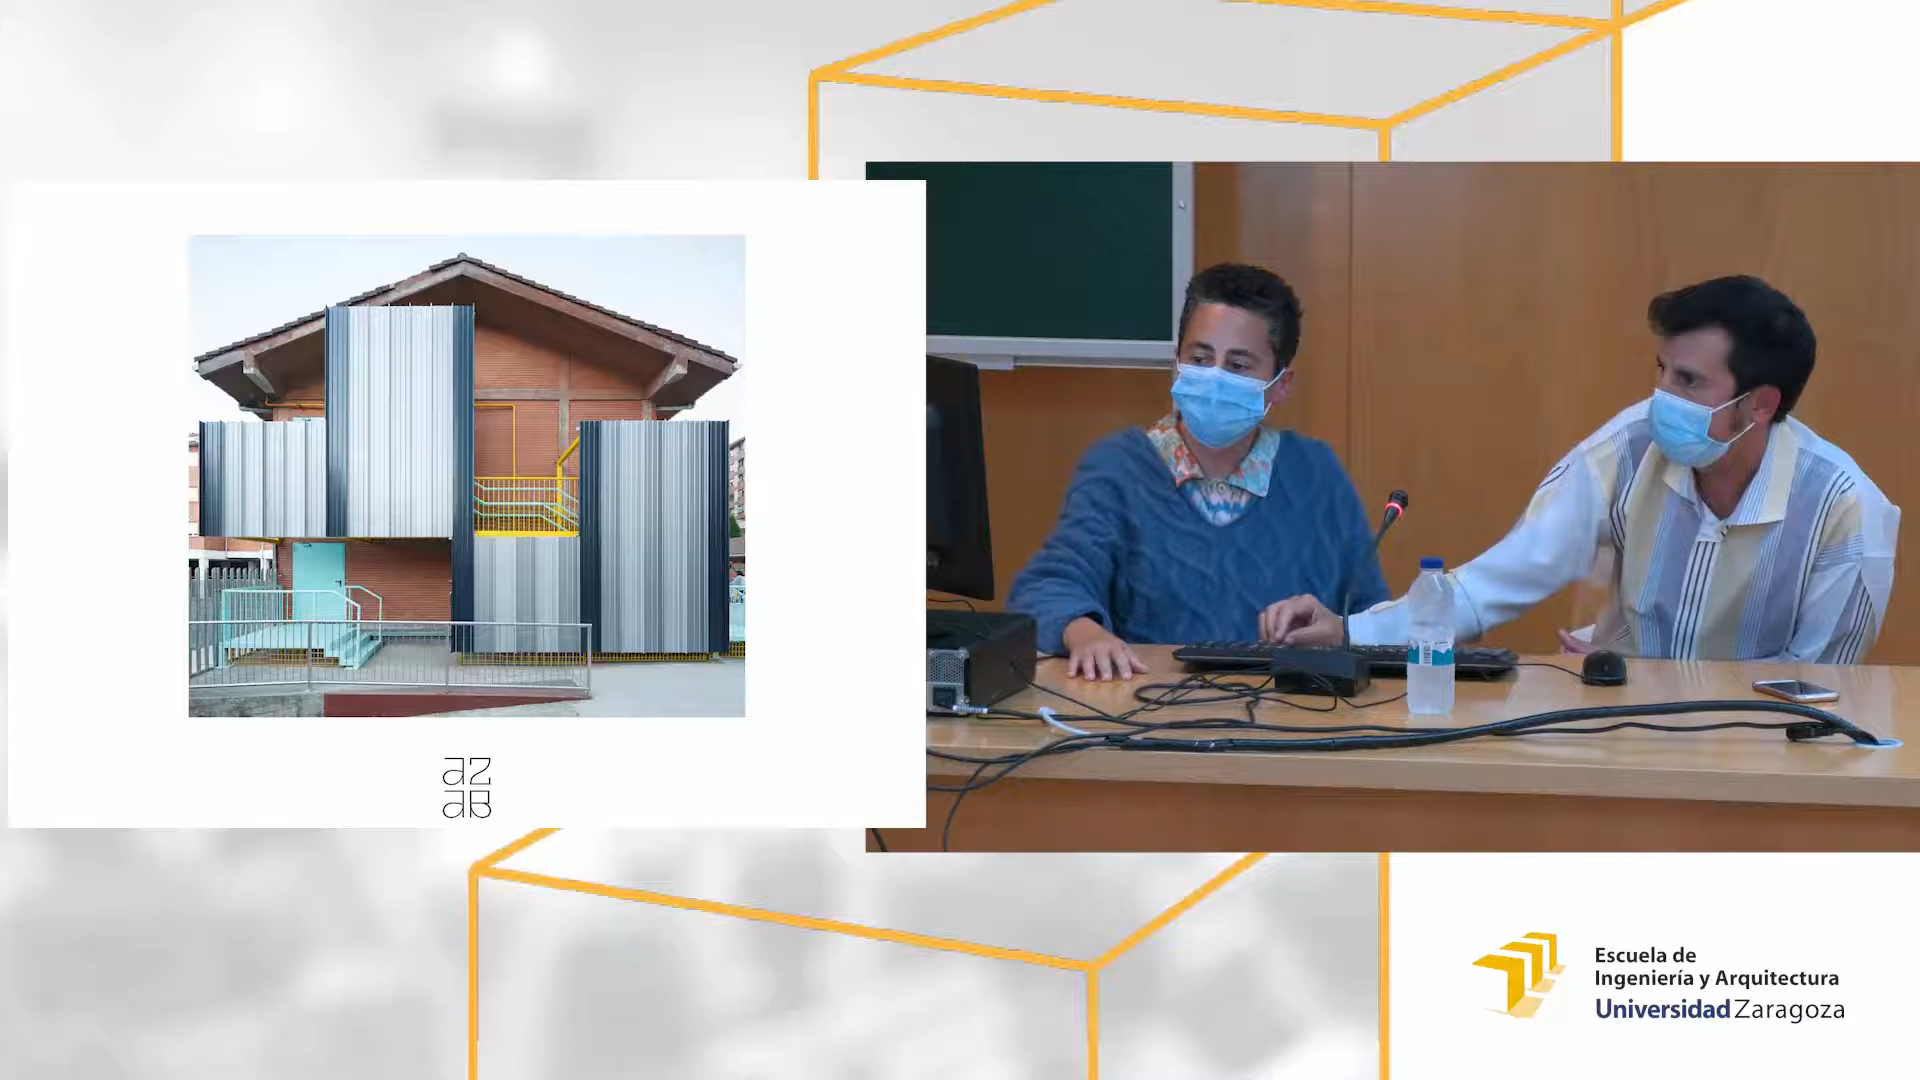 az
ab
Escuela de
Ingeniería y Arquitectura
Universidad Zaragoza